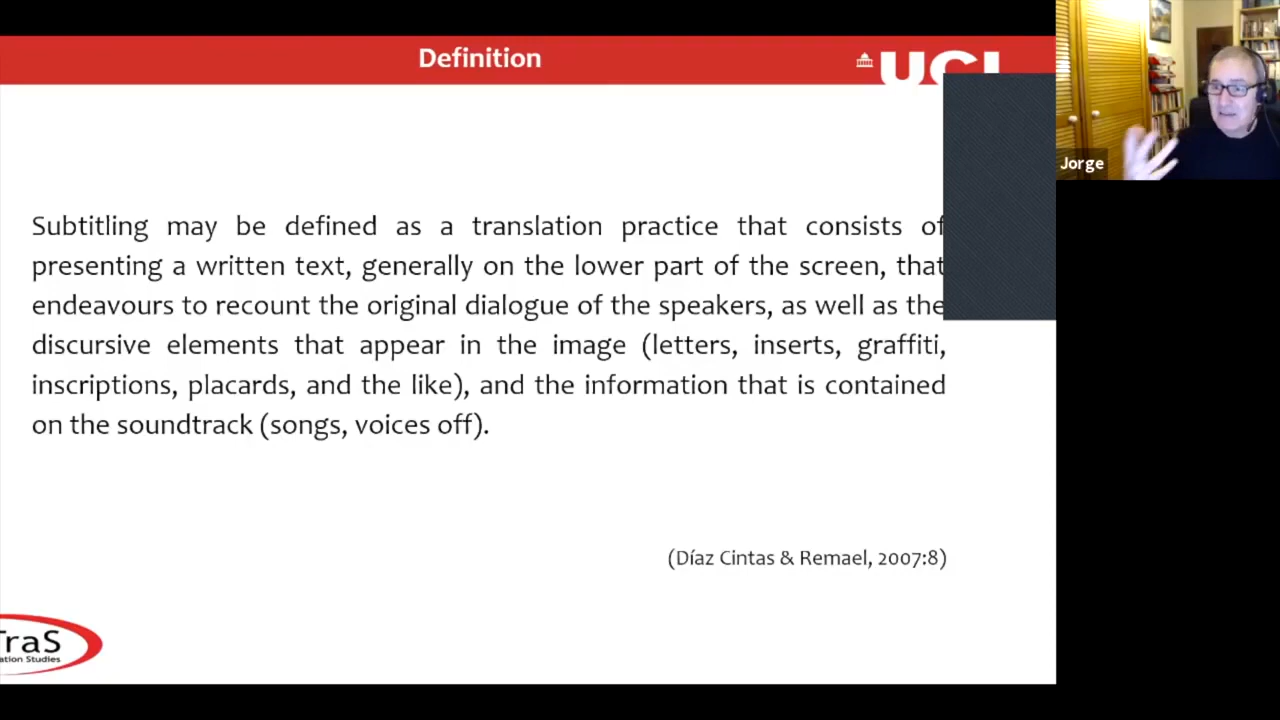 Definition
UCL
Jorge
Subtitling may be defined as a translation practice that consists of
presenting a written text, generally on the lower part of the screen, that
endeavours to recount the original dialogue of the speakers, as well as the
discursive elements that appear in the image (letters, inserts, graffiti,
inscriptions, placards, and the like), and the information that is contained
on the soundtrack (songs, voices off).
(Díaz Cintas & Remael, 2007:8)
TraS
ation Studies